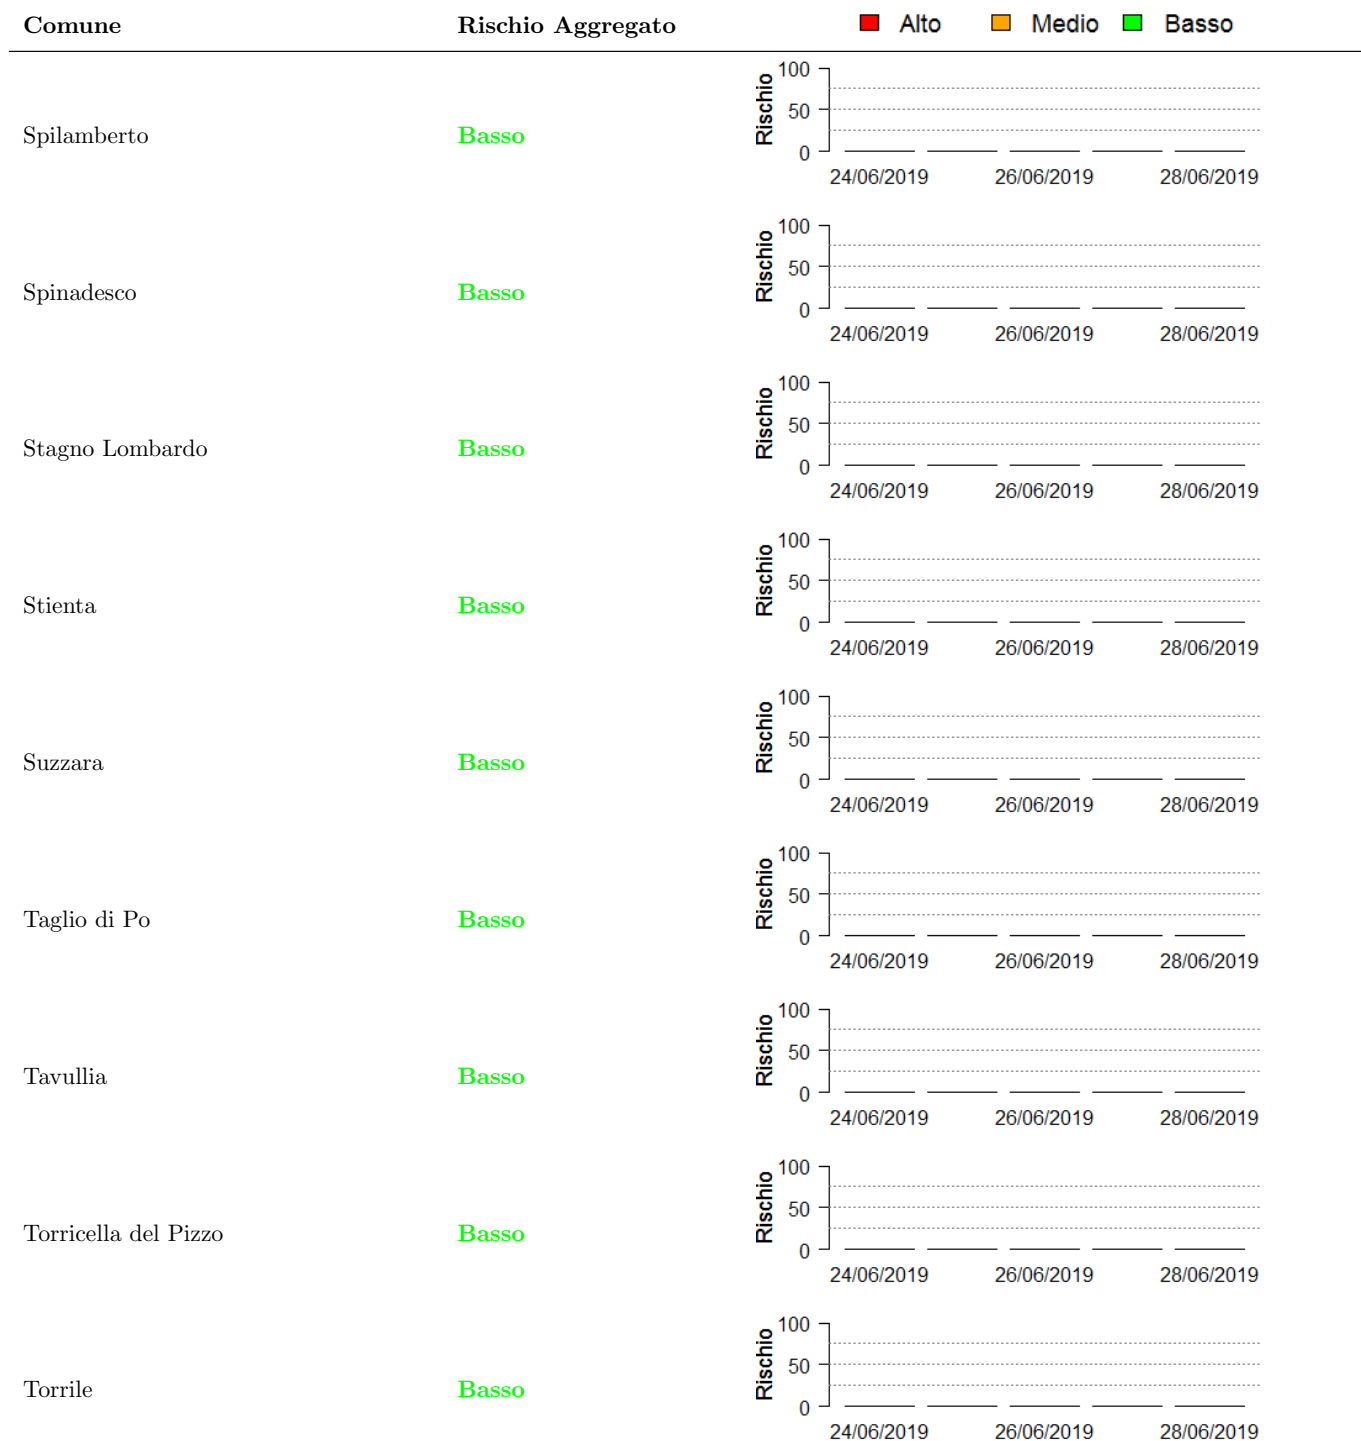 Comune Rischio Aggregato Alto Medio Basso
100
50
0
Rischio
Spilamberto Basso
24/06/2019 26/06/2019 28/06/2019
100
50
0
Rischio
Spinadesco Basso
24/06/2019 26/06/2019 28/06/2019
100
50
0
Rischio
Stagno Lombardo Basso
24/06/2019 26/06/2019 28/06/2019
100
50
0
Rischio
Stienta Basso
24/06/2019 26/06/2019 28/06/2019
100
50
0
Rischio
Suzzara Basso
24/06/2019 26/06/2019 28/06/2019
100
50
0
Rischio
Taglio di Po Basso
24/06/2019 26/06/2019 28/06/2019
100
50
0
Rischio
Tavullia Basso
24/06/2019 26/06/2019 28/06/2019
100
50
0
Rischio
Torricella del Pizzo Basso
24/06/2019 26/06/2019 28/06/2019
100
50
0
Rischio
Torrile Basso
24/06/2019 26/06/2019 28/06/2019